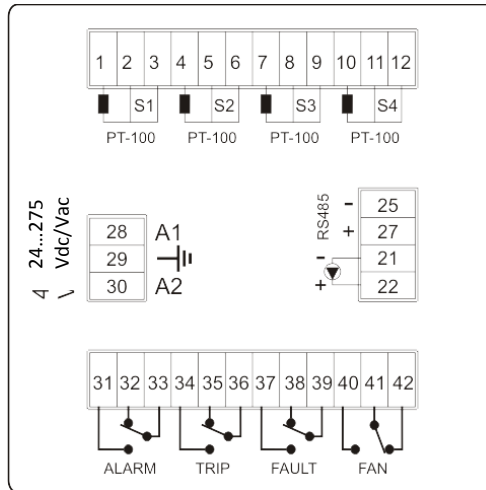 1 2 3 4 5 6 7 8 9 10 11 12
S1 S2 S3 S4
PT-100 PT-100 PT-100 PT-100
24...275
Vdc/Vac
28 A1
29
30 A2
RS485
- 25
+ 27
- 21
+ 22
31 32 33 34 35 36 37 38 39 40 41 42
ALARM TRIP FAULT FAN